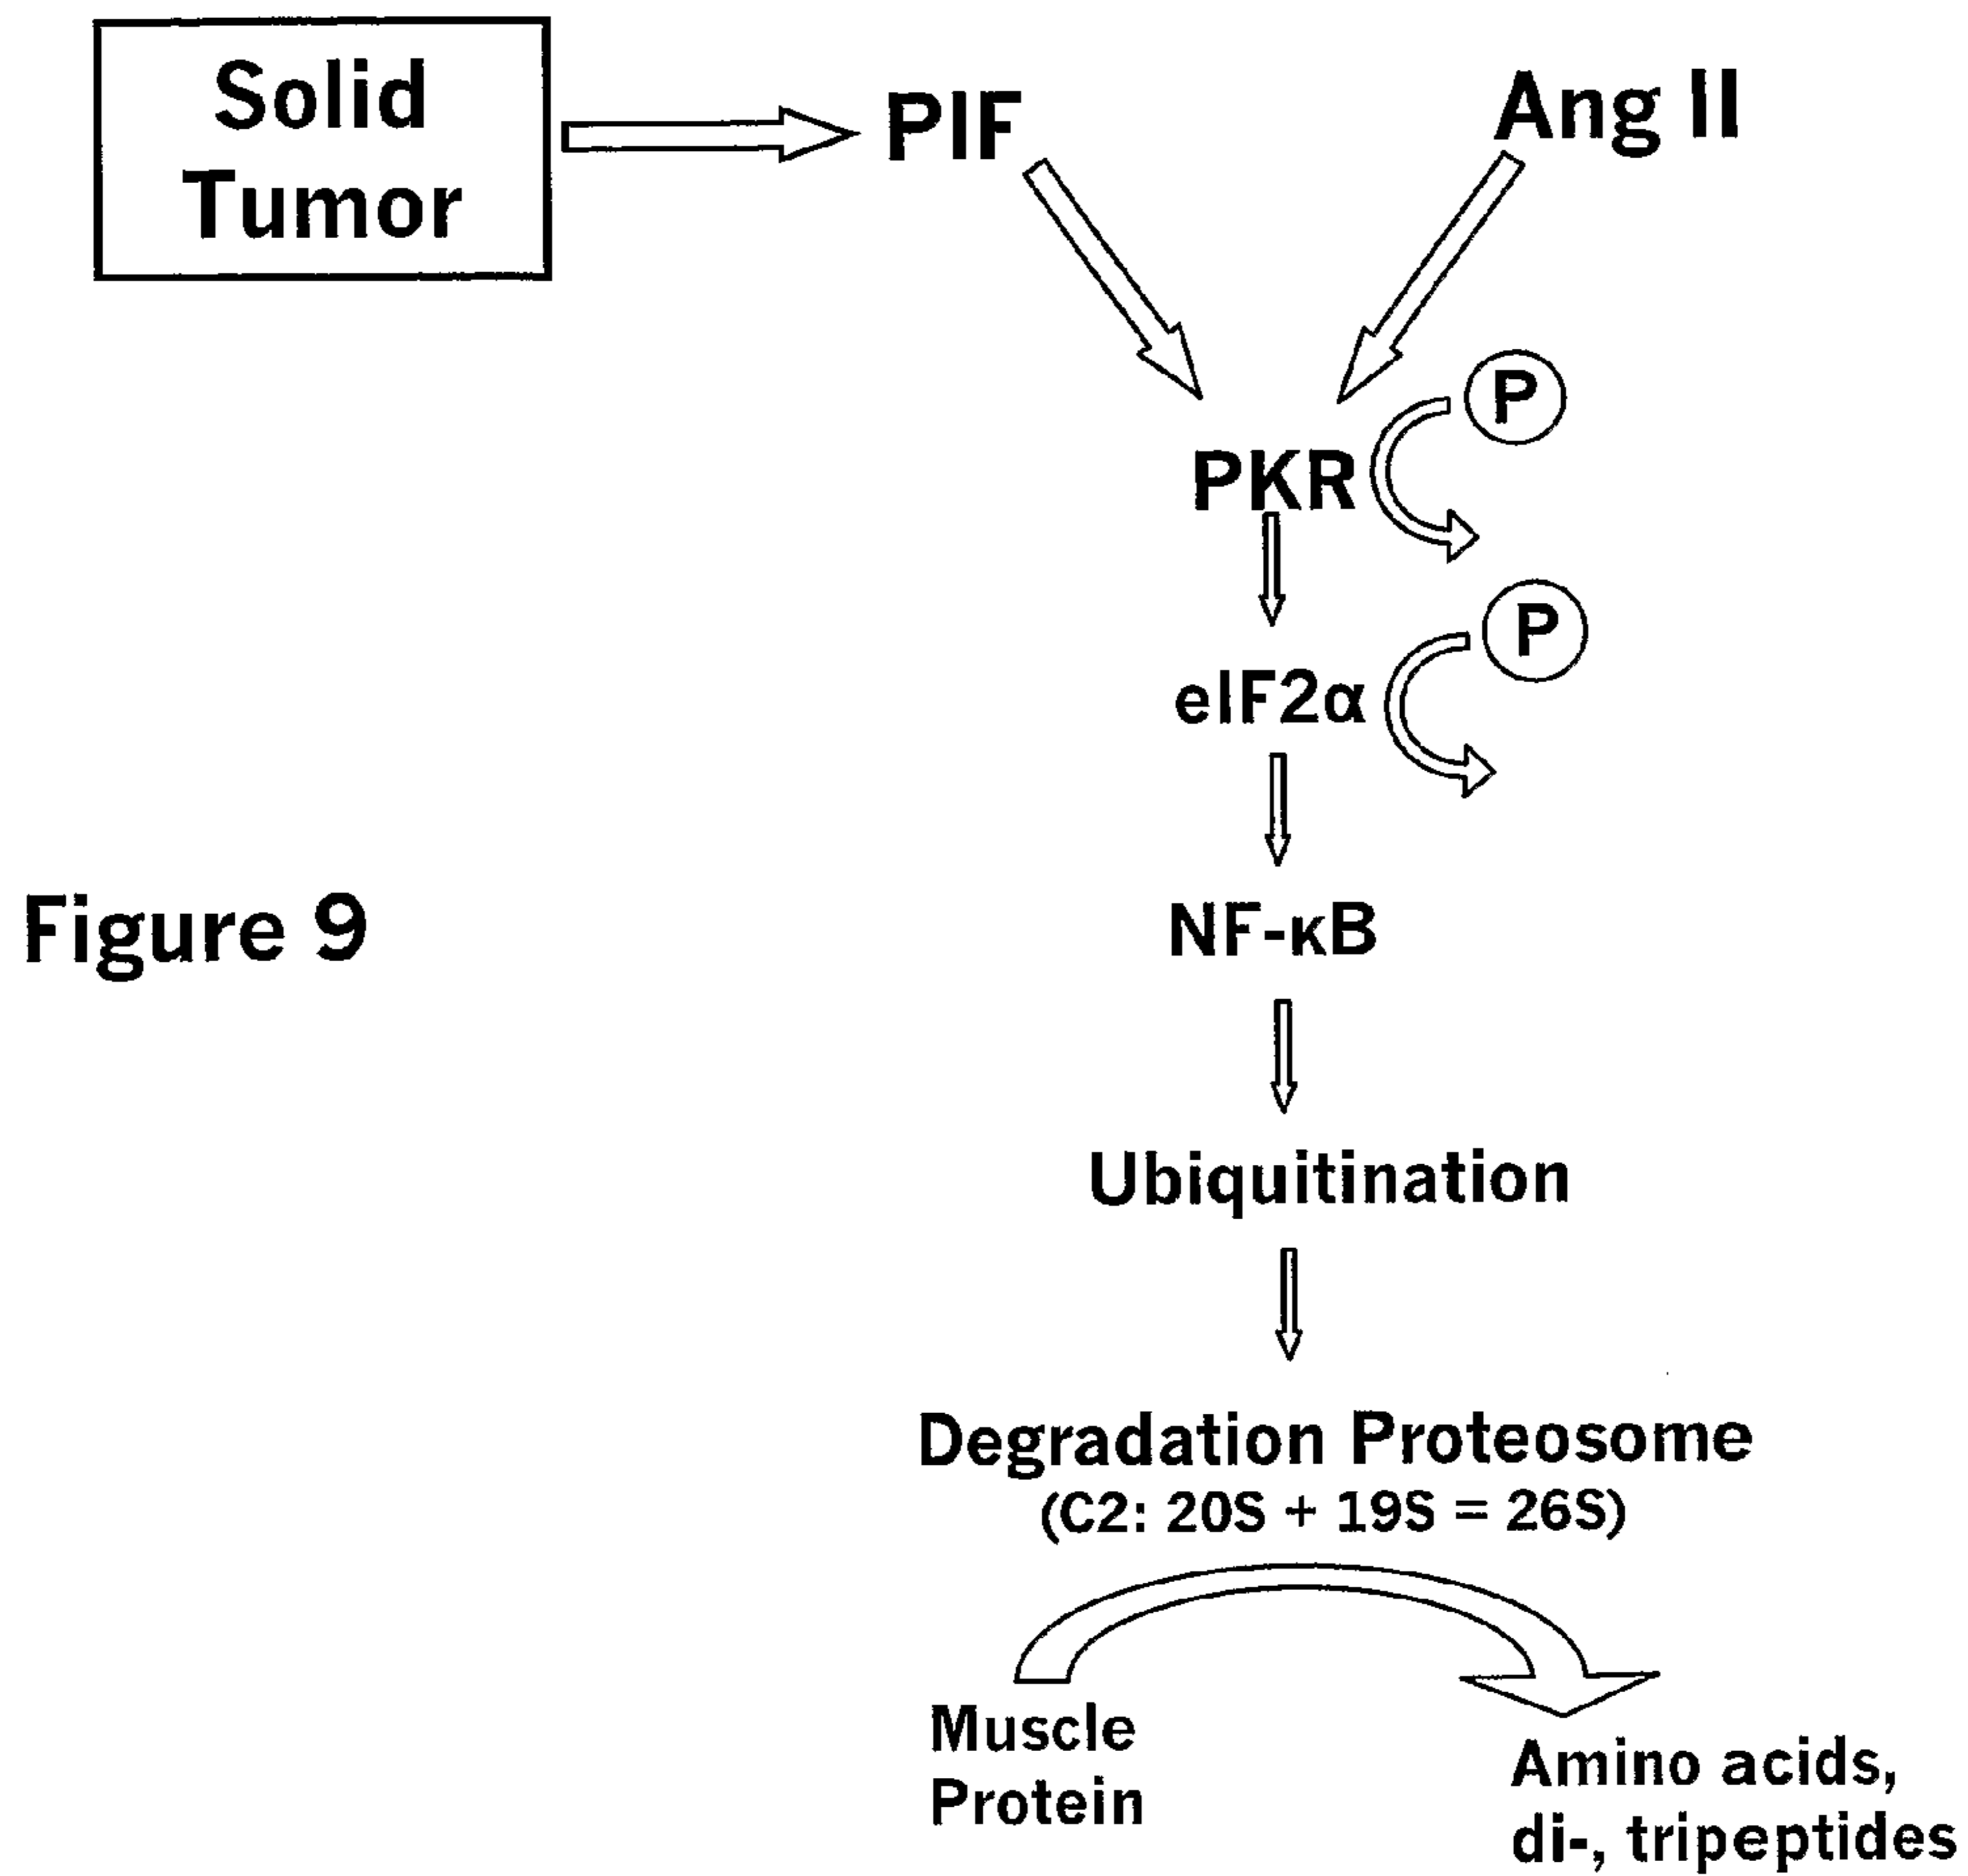 Solid
Tumor
PIF
Ang II
P
PKR
P
eIF2α
NF-κB
Figure 9
Ubiquitination
Degradation Proteosome
(C2: 20S + 19S = 26S)
Muscle
Protein
Amino acids,
di-, tripeptides